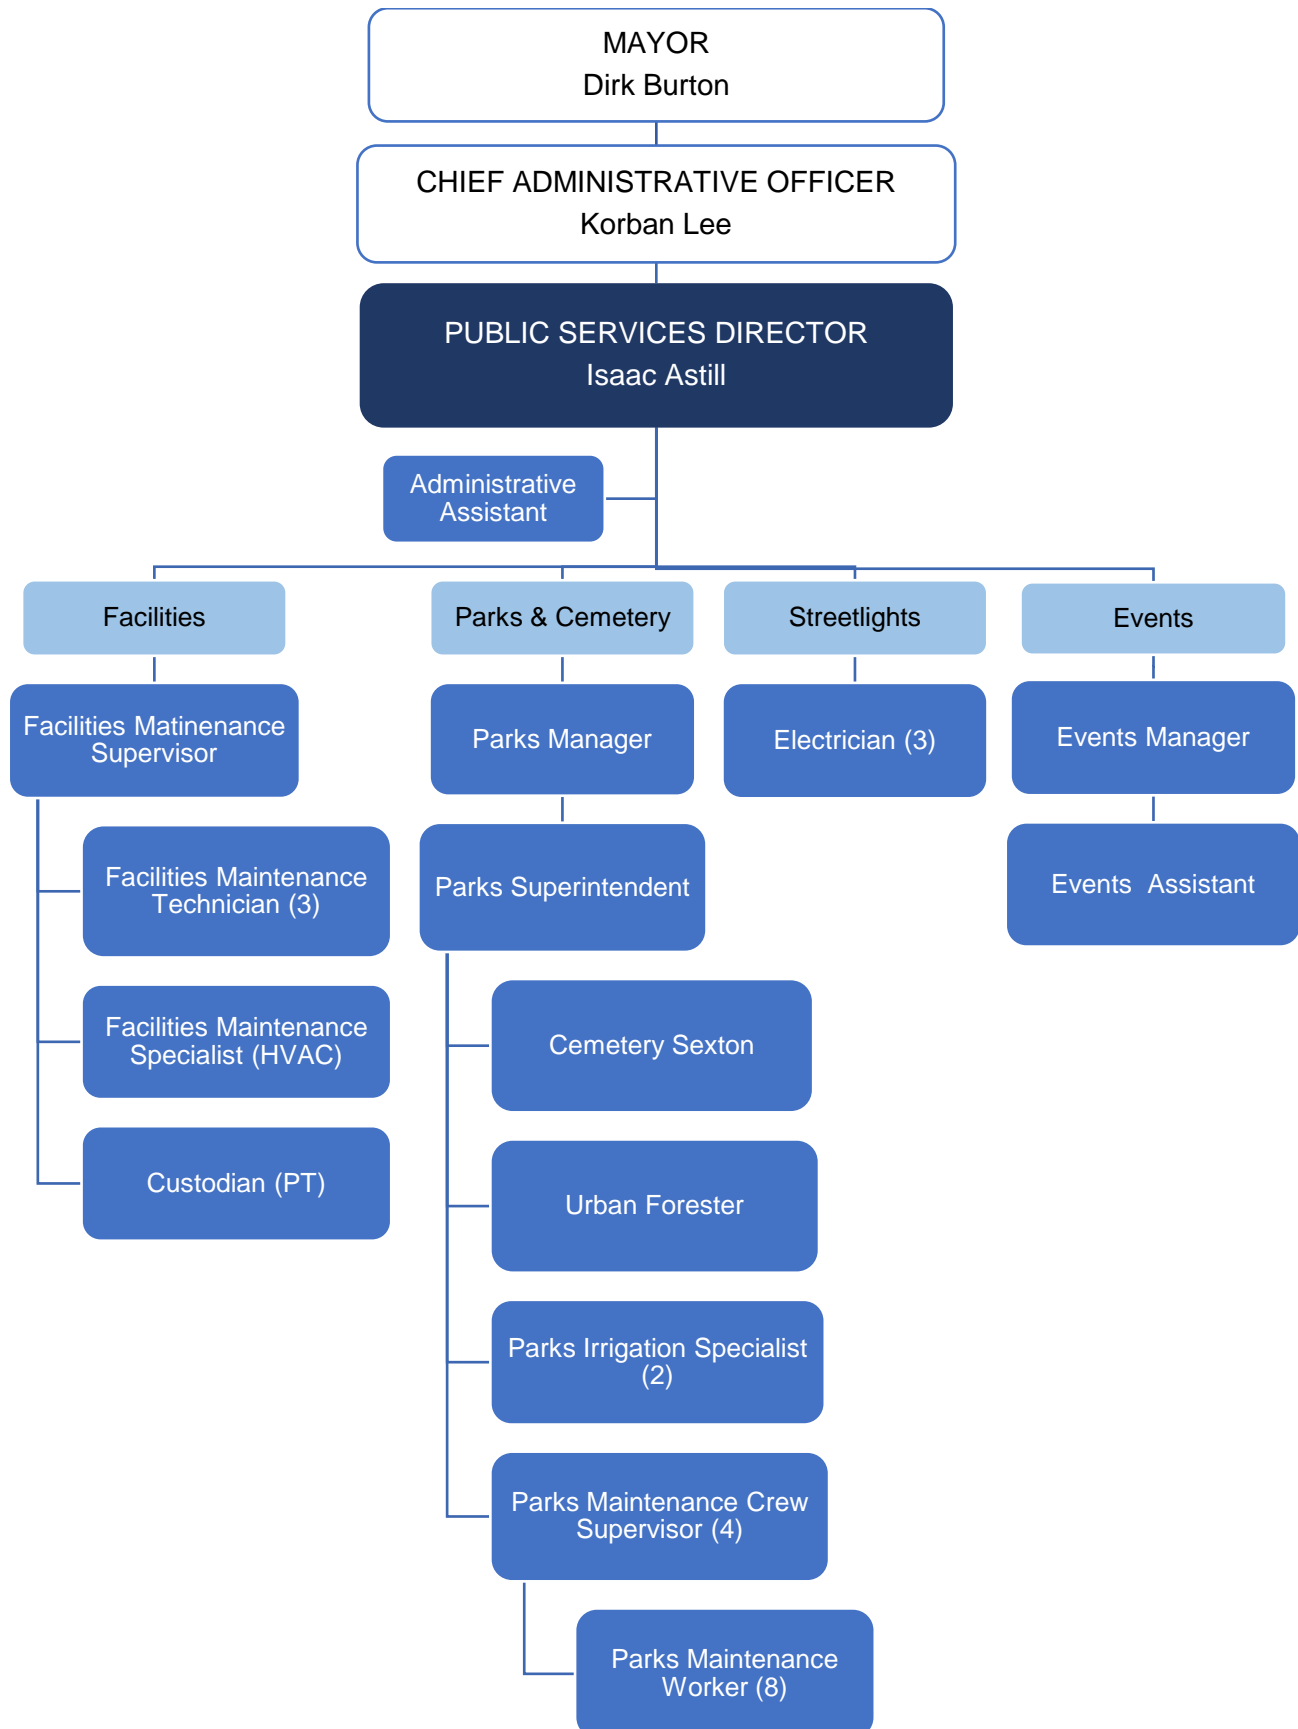 MAYOR
Dirk Burton
CHIEF ADMINISTRATIVE OFFICER
Korban Lee
PUBLIC SERVICES DIRECTOR
Isaac Astill
Administrative
Assistant
Facilities
Parks & Cemetery
Streetlights
Events
Facilities Matinenance
Supervisor
Parks Manager
Electrician (3)
Events Manager
Facilities Maintenance
Technician (3)
Parks Superintendent
Events Assistant
Facilities Maintenance
Specialist (HVAC)
Cemetery Sexton
Custodian (PT)
Urban Forester
Parks Irrigation Specialist
(2)
Parks Maintenance Crew
Supervisor (4)
Parks Maintenance
Worker (8)